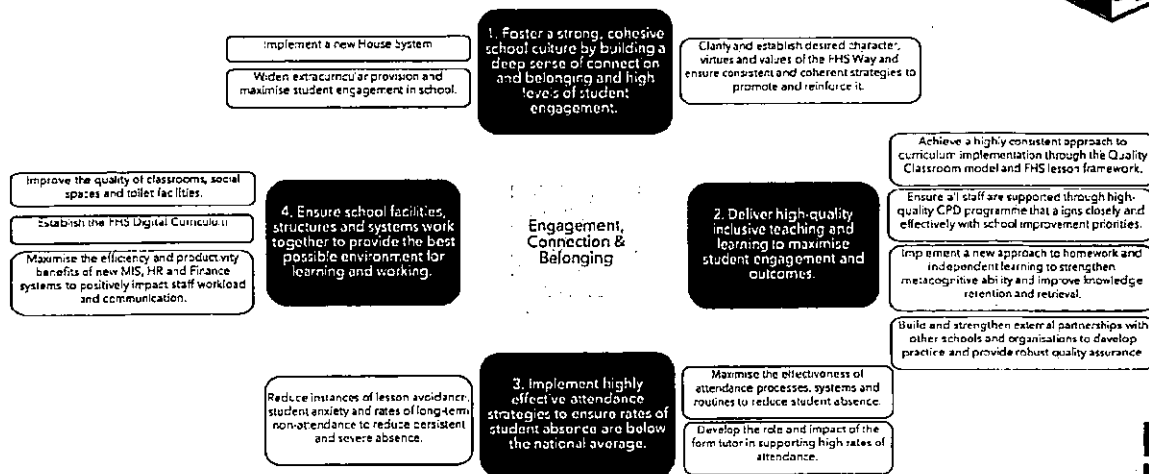 Implement a new House System
Widen extracurricular provision and
maximise student engagement in school.
1. Foster a strong, cohesive
school culture by building a
deep sense of connection
and belonging and high
levels of student
engagement.
Clarify and establish desired character,
virtues and values of the FHS Way and
ensure consistent and coherent strategies to
promote and reinforce it.
Improve the quality of classrooms, social
spaces and toilet facilities.
Establish the FHS Digital Curriculum
Maximise the efficiency and productivity
benefits of new MIS, HR and Finance
systems to positively impact staff workload
and communication.
4. Ensure school facilities,
structures and systems work
together to provide the best
possible environment for
learning and working.
Engagement,
Connection &
Belonging
2. Deliver high-quality
inclusive teaching and
learning to maximise
student engagement and
outcomes.
Achieve a highly consistent approach to
curriculum implementation through the Quality
Classroom model and FHS lesson framework.
Ensure all staff are supported through high-
quality CPD programme that aligns closely and
effectively with school improvement priorities.
Implement a new approach to homework and
independent learning to strengthen
metacognitive ability and improve knowledge
retention and retrieval.
Build and strengthen external partnerships with
other schools and organisations to develop
practice and provide robust quality assurance
Reduce instances of lesson avoidance,
student anxiety and rates of long-term
non-attendance to reduce persistent
and severe absence.
3. Implement highly
effective attendance
strategies to ensure rates of
student absence are below
the national average.
Maximise the effectiveness of
attendance processes, systems and
routines to reduce student absence.
Develop the role and impact of the
form tutor in supporting high rates of
attendance.